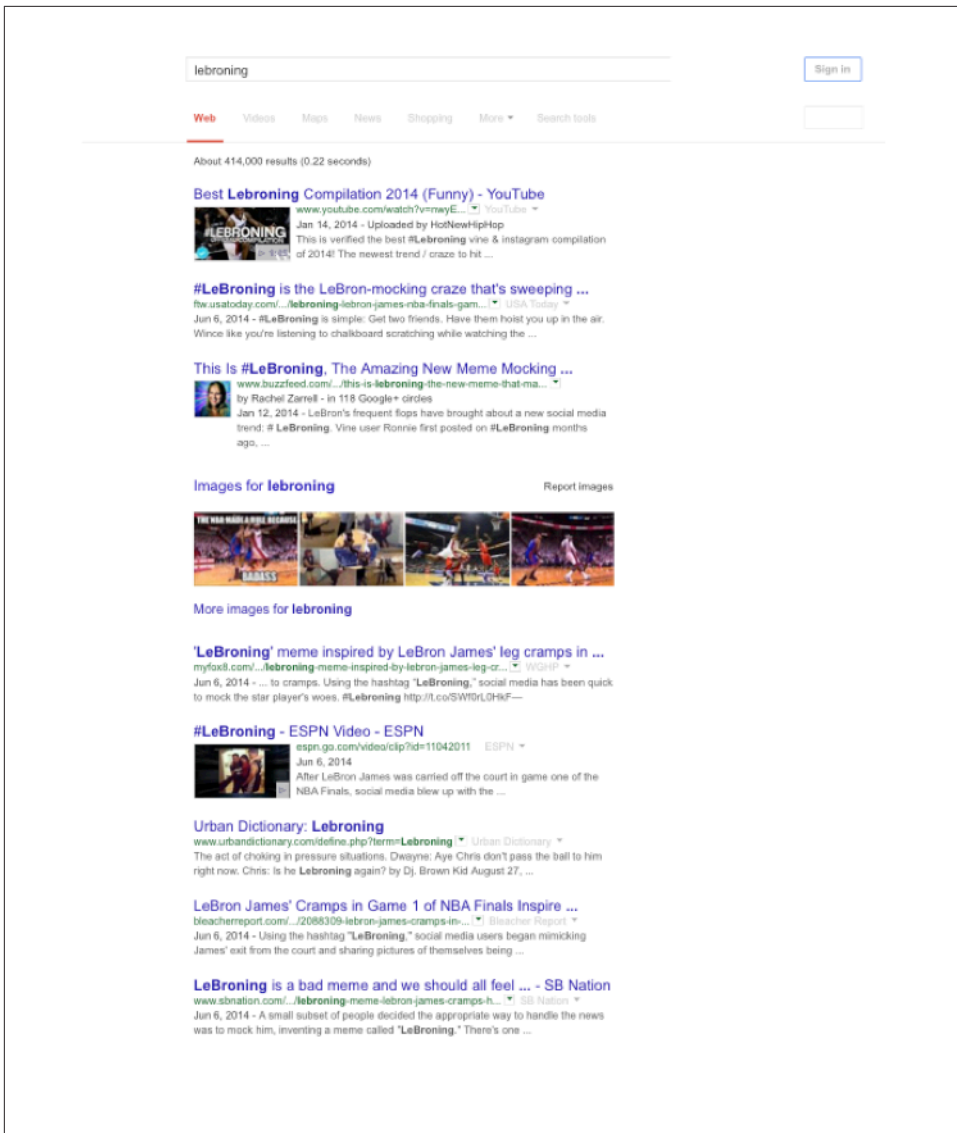 lebroning
Sign in
Web Videos Maps News Shopping More Search tools
About 414,000 results (0.22 seconds)
Best Lebroning Compilation 2014 (Funny) - YouTube
www.youtube.com/watch?v=nwyE... YouTube
#LEBRONING
COMPILATION
Jan 14, 2014 - Uploaded by HotNewHipHop
This is verified the best #Lebroning vine & instagram compilation
of 2014! The newest trend / craze to hit ...
#LeBroning is the LeBron-mocking craze that's sweeping ...
ftw.usatoday.com/.../lebroning-lebron-james-nba-finals-gam... USA Today
Jun 6, 2014 - #LeBroning is simple: Get two friends. Have them hoist you up in the air.
Wince like you're listening to chalkboard scratching while watching the ...
This Is #LeBroning, The Amazing New Meme Mocking ...
www.buzzfeed.com/.../this-is-lebroning-the-new-meme-that-ma...
by Rachel Zarrell - in 118 Google+ circles
Jan 12, 2014 - LeBron's frequent flops have brought about a new social media
trend: # LeBroning. Vine user Ronnie first posted on #LeBroning months
ago, ...
Images for lebroning
Report images
THE NBA MADE A RULE BECAUSE
BADASS
More images for lebroning
'LeBroning' meme inspired by LeBron James' leg cramps in ...
myfox8.com/.../lebroning-meme-inspired-by-lebron-james-leg-cr... WGHP
Jun 6, 2014 - ... to cramps. Using the hashtag "LeBroning," social media has been quick
to mock the star player's woes. #Lebroning http://t.co/SWf0rL0HkF—
#LeBroning - ESPN Video - ESPN
espn.go.com/video/clip?id=11042011 ESPN
Jun 6, 2014
After LeBron James was carried off the court in game one of the
NBA Finals, social media blew up with the ...
Urban Dictionary: Lebroning
www.urbandictionary.com/define.php?term=Lebroning Urban Dictionary
The act of choking in pressure situations. Dwayne: Aye Chris don't pass the ball to him
right now. Chris: Is he Lebroning again? by Dj. Brown Kid August 27, ...
LeBron James' Cramps in Game 1 of NBA Finals Inspire ...
bleacherreport.com/.../2088309-lebron-james-cramps-in-... Bleacher Report
Jun 6, 2014 - Using the hashtag "LeBroning," social media users began mimicking
James' exit from the court and sharing pictures of themselves being ...
LeBroning is a bad meme and we should all feel ... - SB Nation
www.sbnation.com/.../lebroning-meme-lebron-james-cramps-h... SB Nation
Jun 6, 2014 - A small subset of people decided the appropriate way to handle the news
was to mock him, inventing a meme called "LeBroning." There's one ...